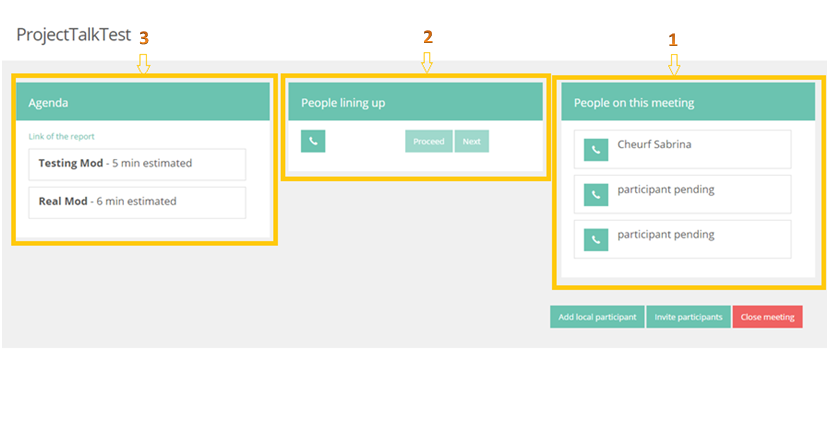 ProjectTalkTest
3
2
1
Agenda
Link of the report
Testing Mod - 5 min estimated
Real Mod - 6 min estimated
People lining up
Proceed Next
People on this meeting
Cheurf Sabrina
participant pending
participant pending
Add local participant Invite participants Close meeting